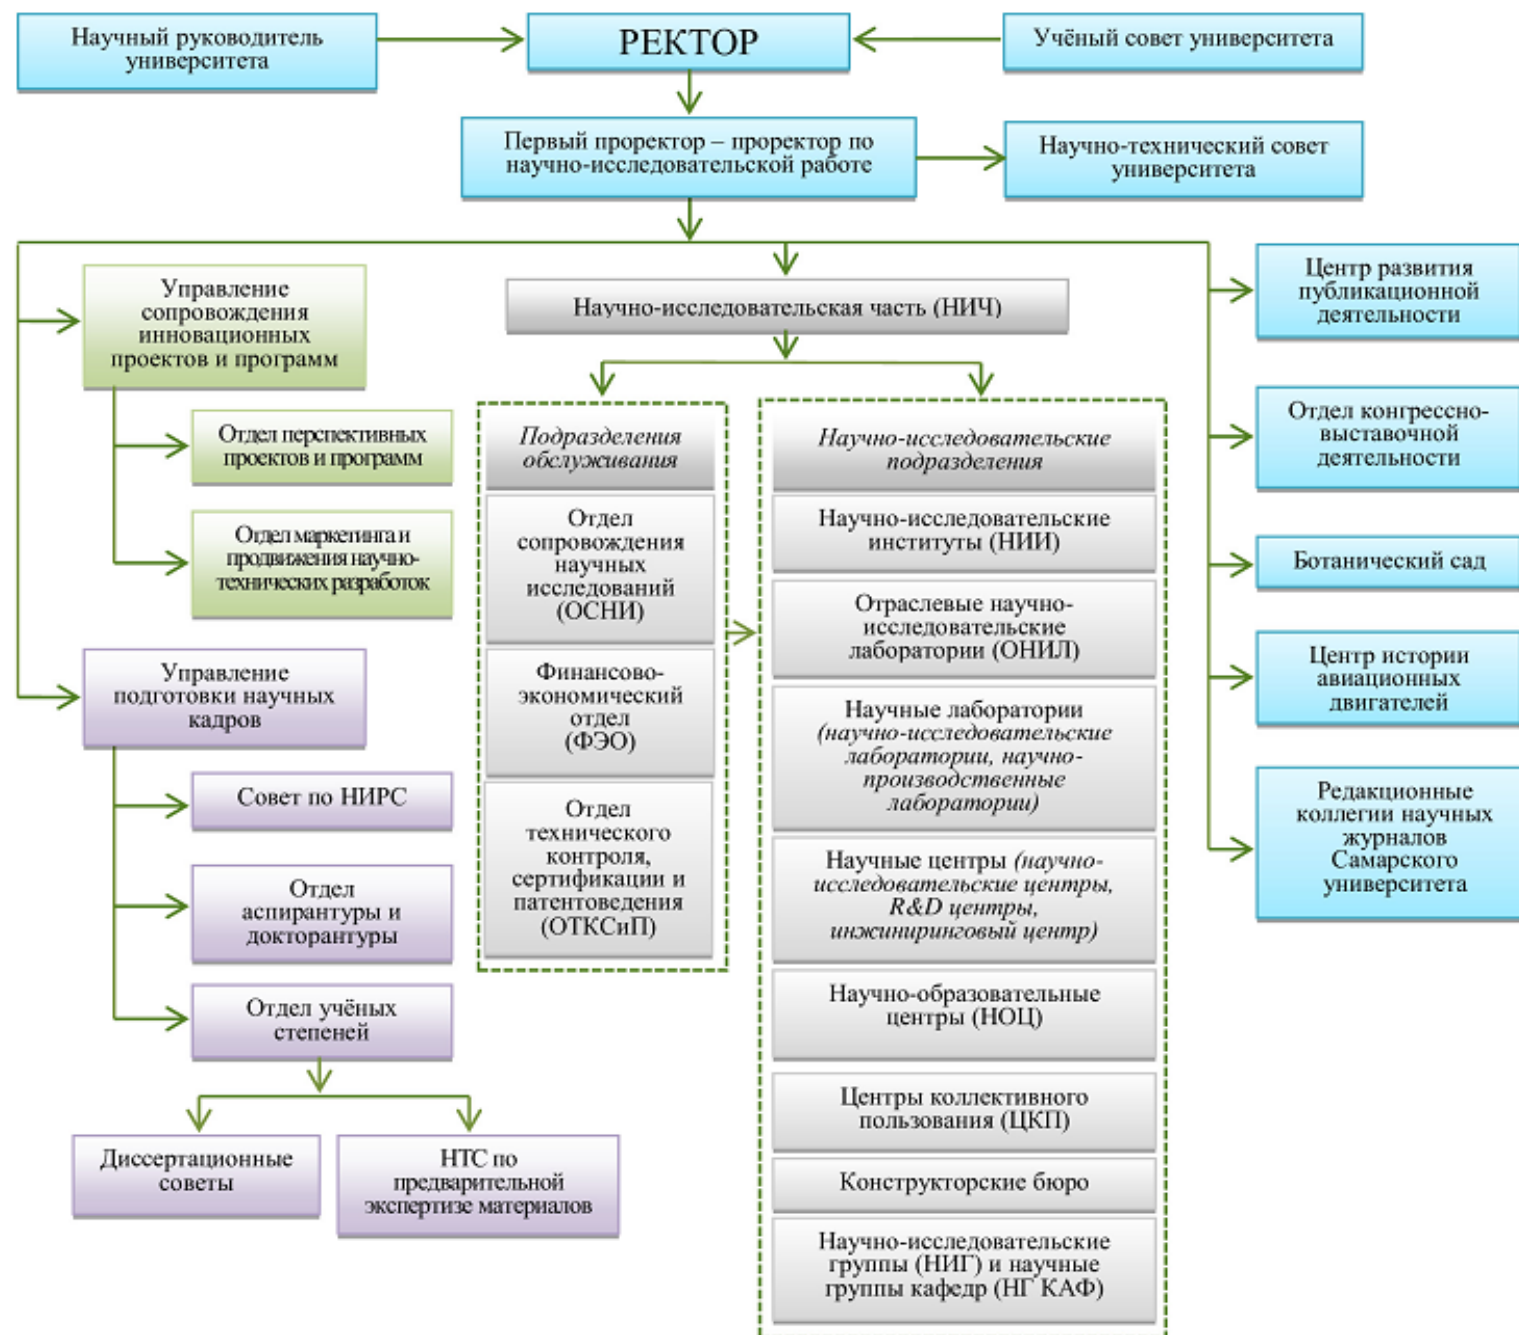 Научный руководитель
университета
РЕКТОР
Учёный совет университета
Первый проректор – проректор по
научно-исследовательской работе
Научно-технический совет
университета
Управление
сопровождения
инновационных
проектов и программ
Отдел перспективных
проектов и программ
Отдел маркетинга и
продвижения научно-
технических разработок
Управление
подготовки научных
кадров
Совет по НИРС
Отдел
аспирантуры и
докторантуры
Отдел учёных
степеней
Диссертационные
советы
НТС по
предварительной
экспертизе материалов
Научно-исследовательская часть (НИЧ)
Подразделения
обслуживания
Отдел
сопровождения
научных
исследований
(ОСНИ)
Финансово-
экономический
отдел
(ФЭО)
Отдел
технического
контроля,
сертификации и
патентоведения
(ОТКСиП)
Научно-исследовательские
подразделения
Научно-исследовательские
институты (НИИ)
Отраслевые научно-
исследовательские
лаборатории (ОНИЛ)
Научные лаборатории
(научно-исследовательские
лаборатории, научно-
производственные
лаборатории)
Научные центры (научно-
исследовательские центры,
R&D центры,
инжиниринговый центр)
Научно-образовательные
центры (НОЦ)
Центры коллективного
пользования (ЦКП)
Конструкторские бюро
Научно-исследовательские
группы (НИГ) и научные
группы кафедр (НГ КАФ)
Центр развития
публикационной
деятельности
Отдел конгрессно-
выставочной
деятельности
Ботанический сад
Центр истории
авиационных
двигателей
Редакционные
коллегии научных
журналов
Самарского
университета